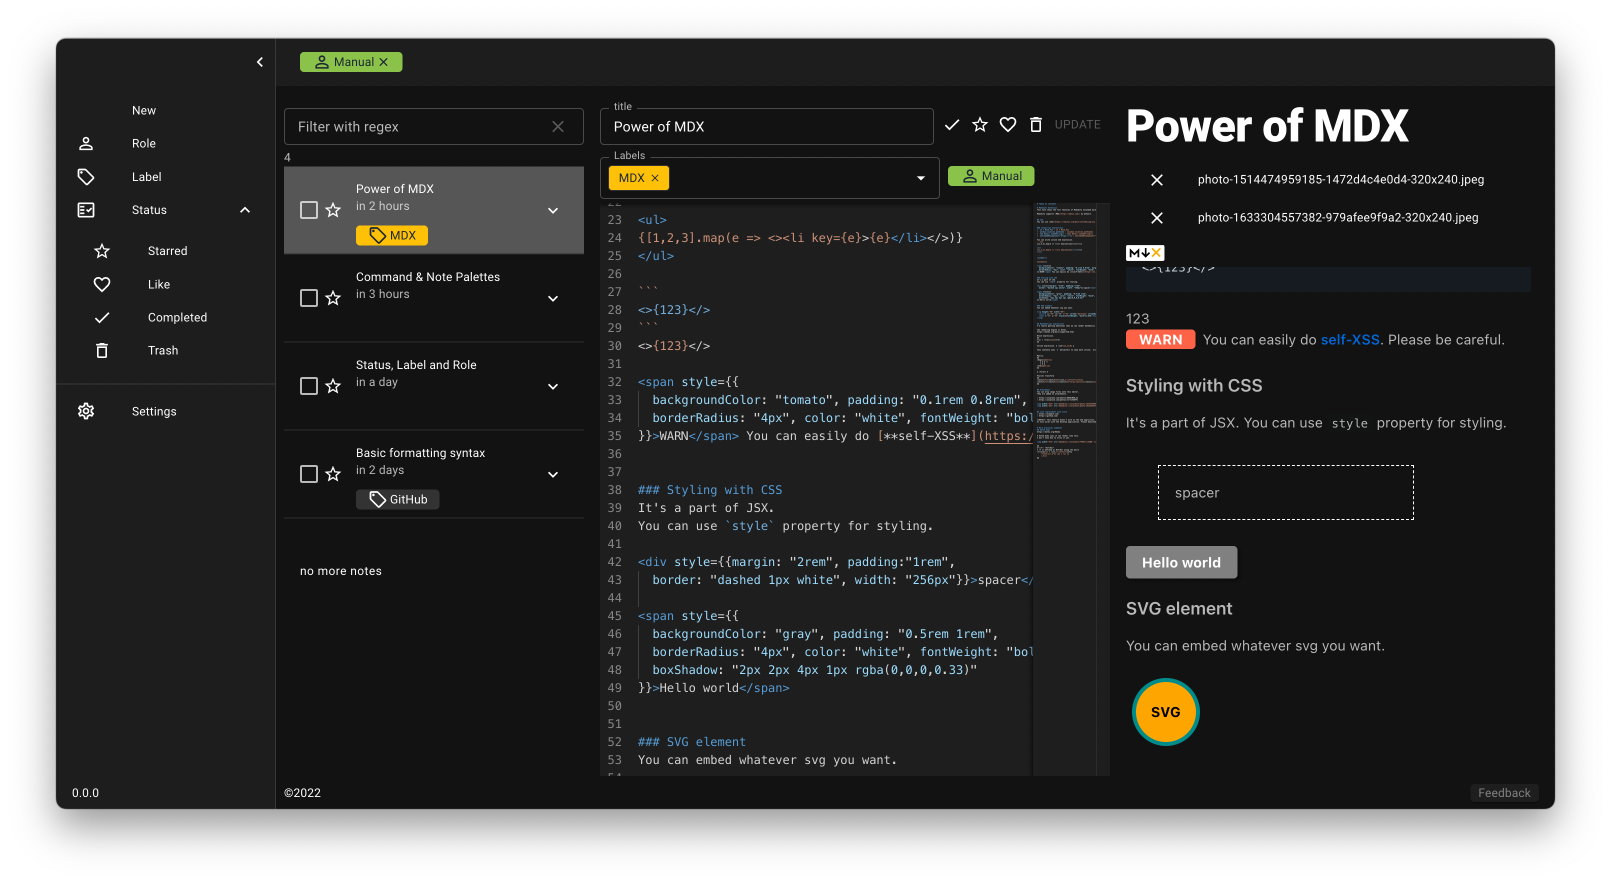 Manual
New
Role
Label
Status
Starred
Like
Completed
Trash
Settings
0.0.0
Filter with regex
4
Power of MDX
in 2 hours
MDX
Command & Note Palettes
in 3 hours
Status, Label and Role
in a day
Basic formatting syntax
in 2 days
GitHub
no more notes
©2022
title
Power of MDX
UPDATE
Labels
MDX
Manual
23 <ul>
24 {[1,2,3].map(e => <><li key={e}>{e}</li></>)}
25 </ul>
26
27 ```
28 <>{123}</>
29 ```
30 <>{123}</>
31
32 <span style={{
33 backgroundColor: "tomato", padding: "0.1rem 0.8rem",
34 borderRadius: "4px", color: "white", fontWeight: "bol
35 }}>WARN</span> You can easily do [**self-XSS**](https:/
36
37
38 ### Styling with CSS
39 It's a part of JSX.
40 You can use `style` property for styling.
41
42 <div style={{margin: "2rem", padding:"1rem",
43 border: "dashed 1px white", width: "256px"}}>spacer</
44
45 <span style={{
46 backgroundColor: "gray", padding: "0.5rem 1rem",
47 borderRadius: "4px", color: "white", fontWeight: "bol
48 boxShadow: "2px 2px 4px 1px rgba(0,0,0,0.33)"
49 }}>Hello world</span>
50
51
52 ### SVG element
53 You can embed whatever svg you want.
Power of MDX
photo-1514474959185-1472d4c4e0d4-320x240.jpeg
photo-1633304557382-979afee9f9a2-320x240.jpeg
M
<>{123}</>
123
WARN You can easily do self-XSS. Please be careful.
Styling with CSS
It's a part of JSX. You can use style property for styling.
spacer
Hello world
SVG element
You can embed whatever svg you want.
SVG
Feedback